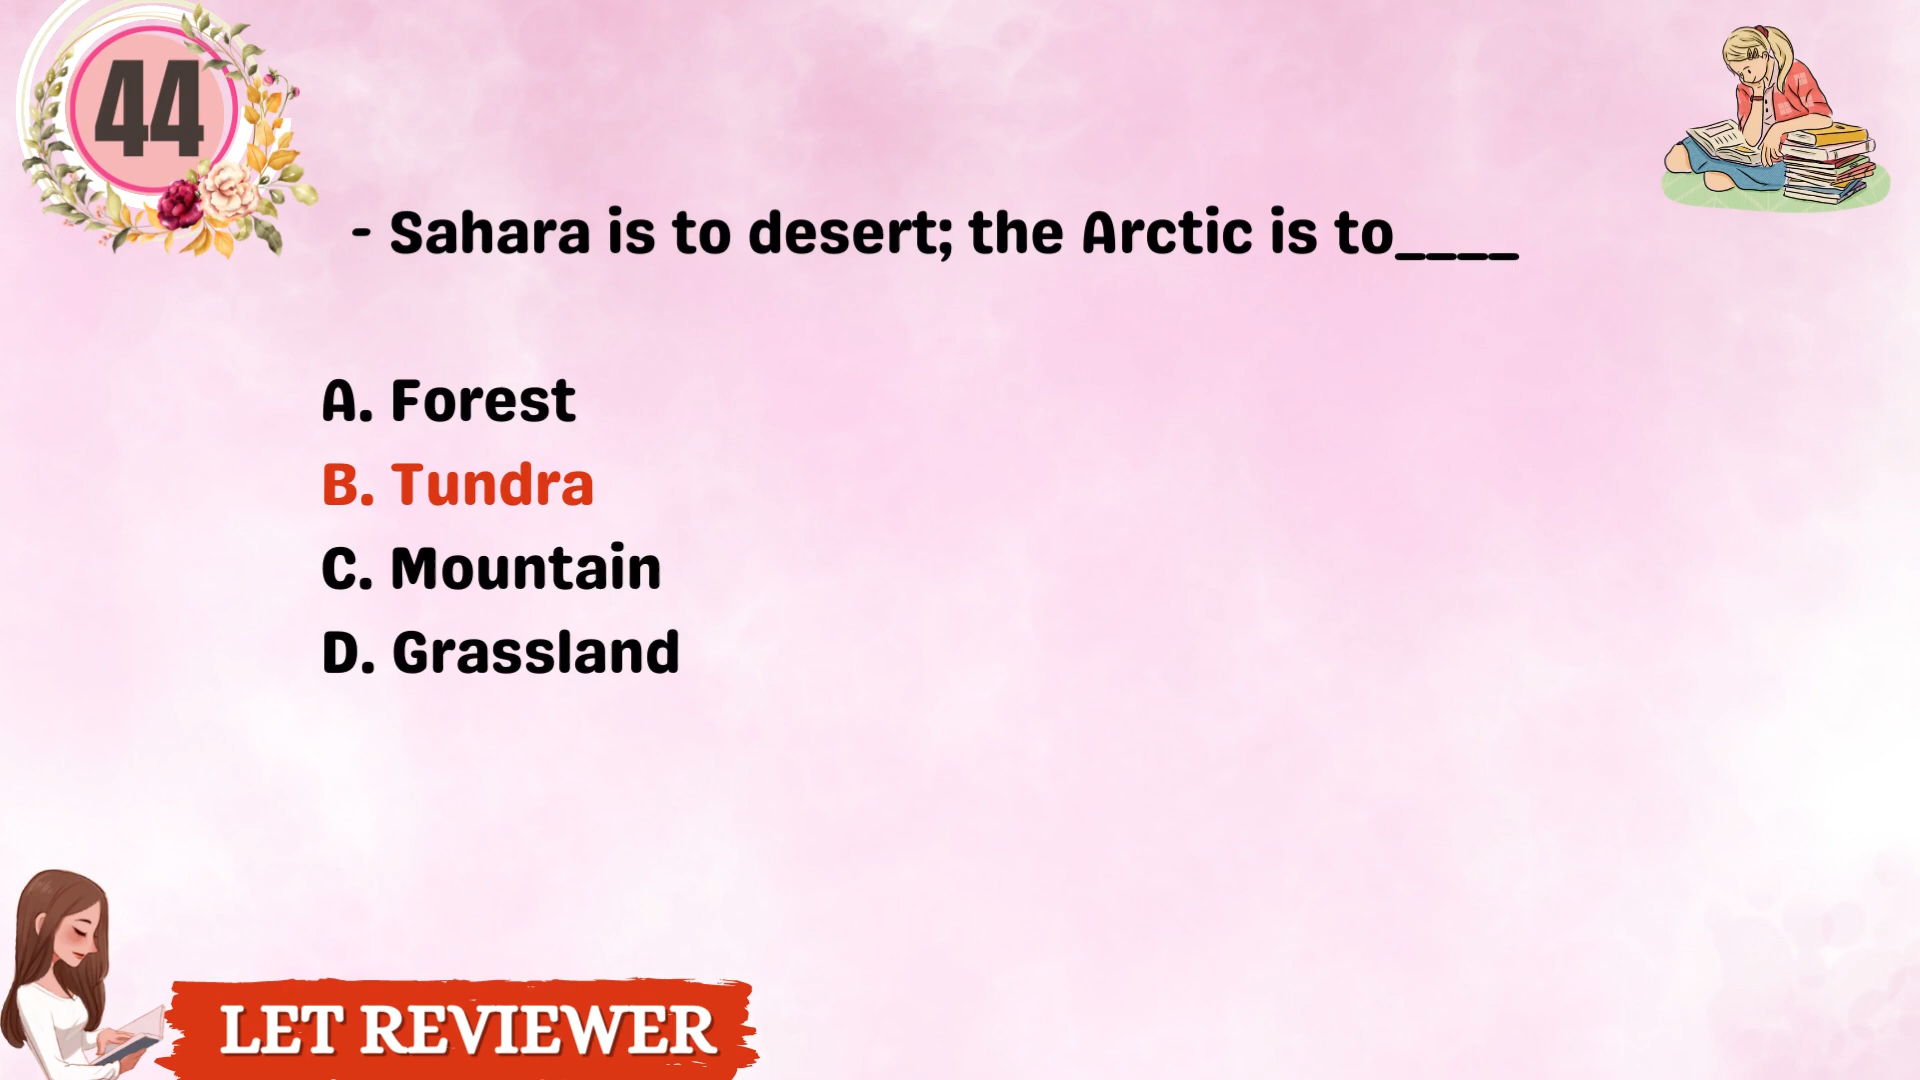 44
- Sahara is to desert; the Arctic is to____
A. Forest
B. Tundra
C. Mountain
D. Grassland
LET REVIEWER